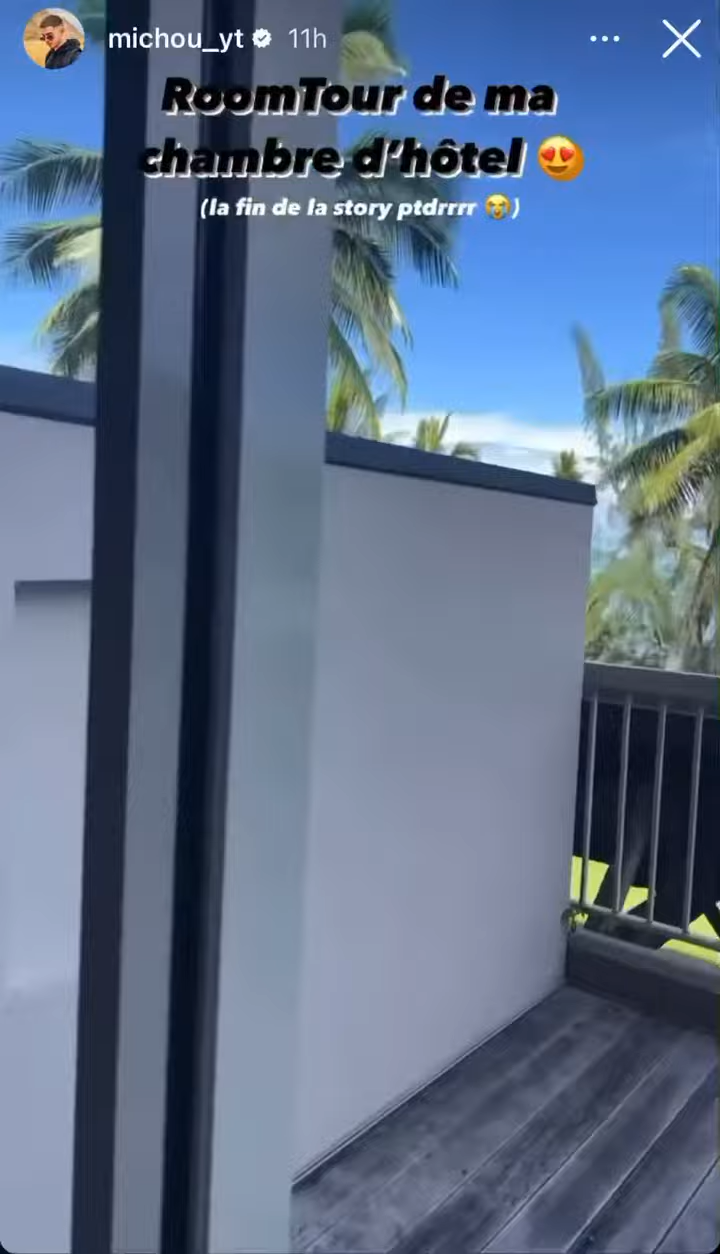 michou_yt 11h
RoomTour de ma
chambre d'hôtel 😍
(la fin de la story ptdrrrr 😭)